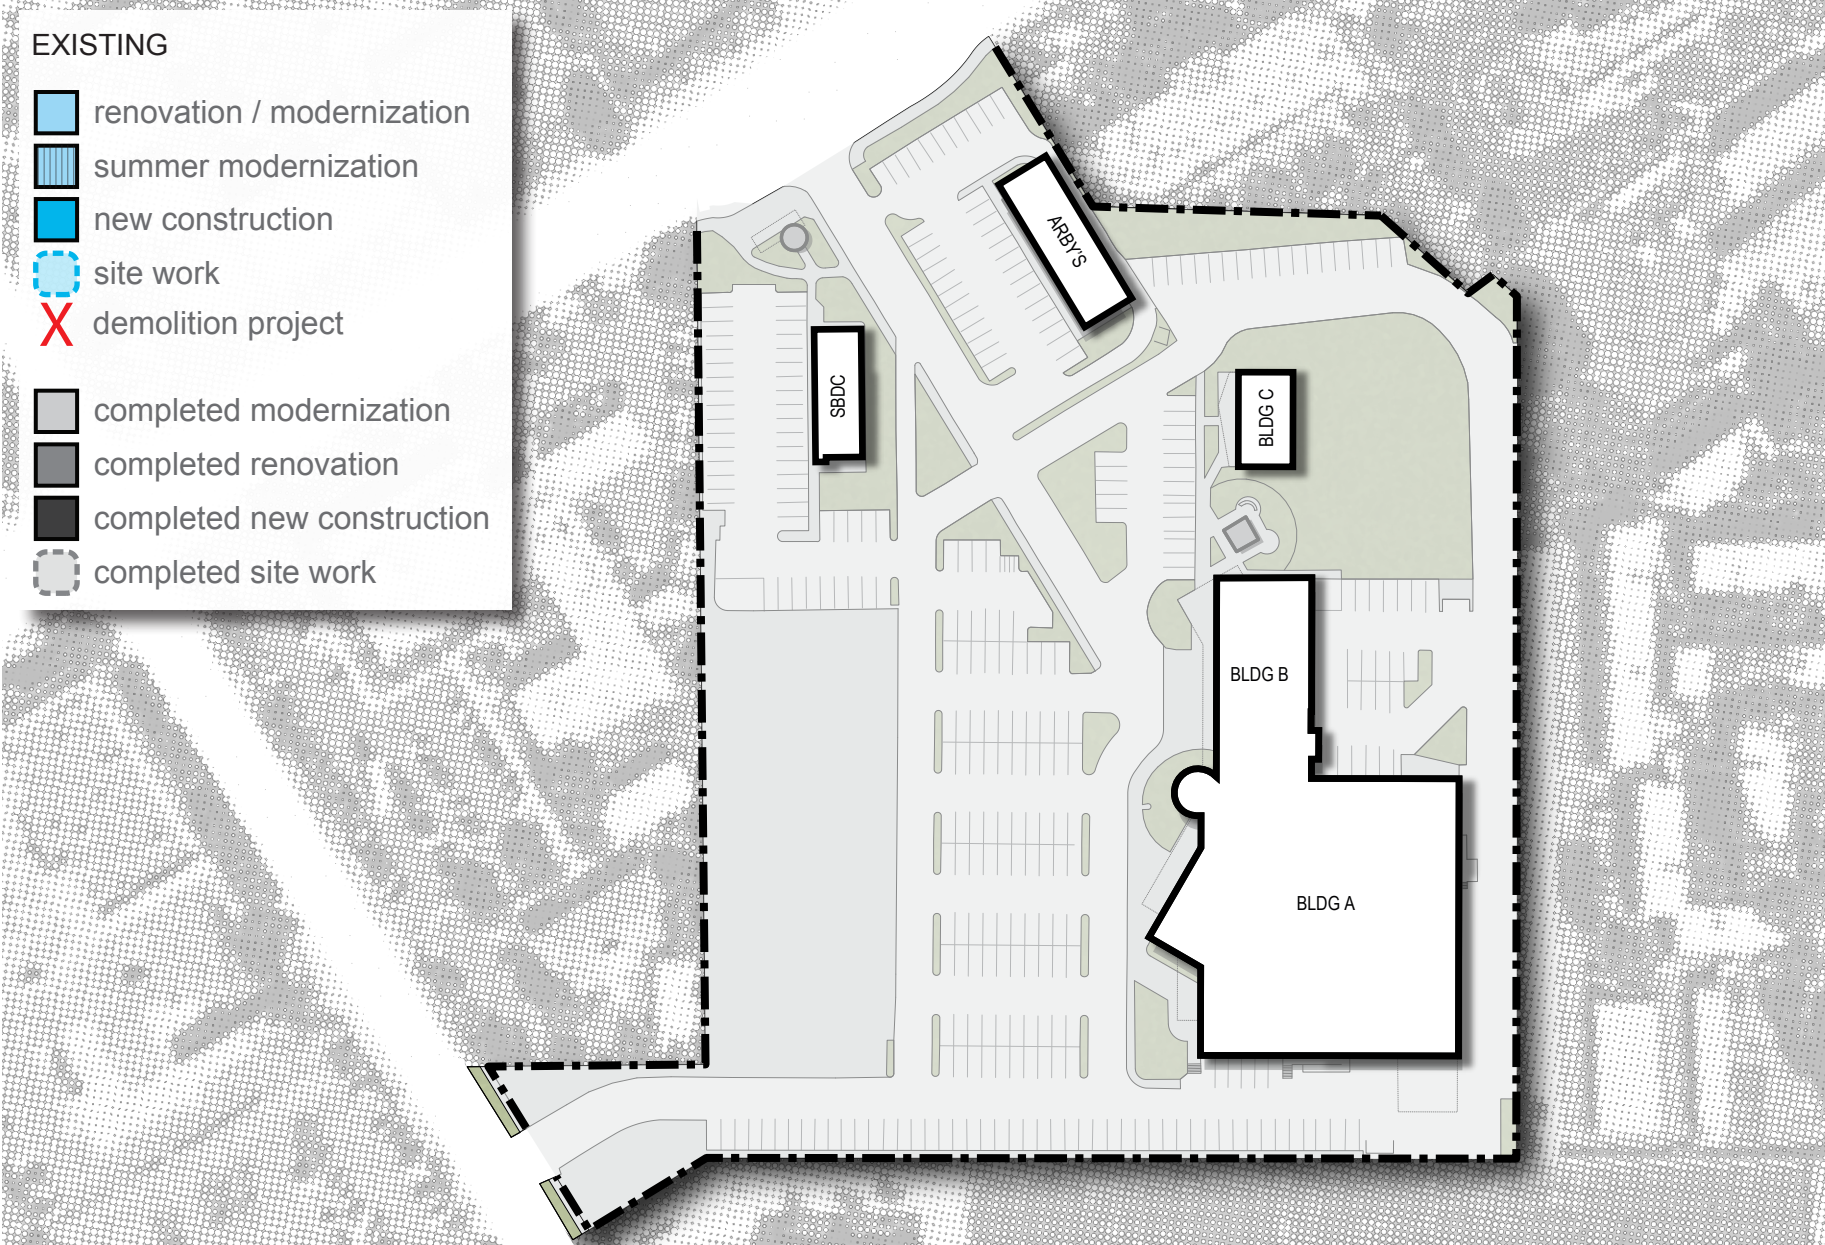 EXISTING
renovation / modernization
summer modernization
new construction
site work
X demolition project
completed modernization
completed renovation
completed new construction
completed site work
ARBY'S
SBDC
BLDG C
BLDG B
BLDG A